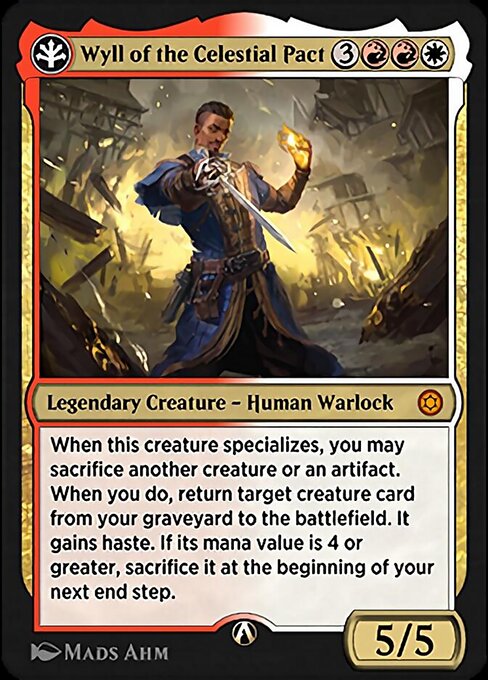 Wyll of the Celestial Pact 3
Legendary Creature – Human Warlock
When this creature specializes, you may
sacrifice another creature or an artifact.
When you do, return target creature card
from your graveyard to the battlefield. It
gains haste. If its mana value is 4 or
greater, sacrifice it at the beginning of your
next end step.
5/5
Mads Ahm